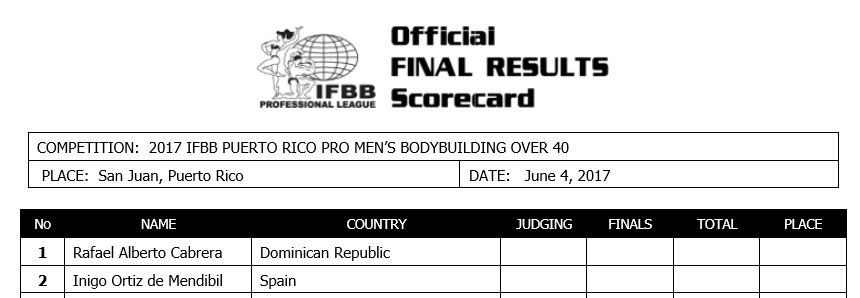 Official
FINAL RESULTS
Scorecard
IFBB
PROFESSIONAL LEAGUE
COMPETITION: 2017 IFBB PUERTO RICO PRO MEN’S BODYBUILDING OVER 40
PLACE: San Juan, Puerto Rico DATE: June 4, 2017
No NAME COUNTRY JUDGING FINALS TOTAL PLACE
1 Rafael Alberto Cabrera Dominican Republic
2 Inigo Ortiz de Mendibil Spain